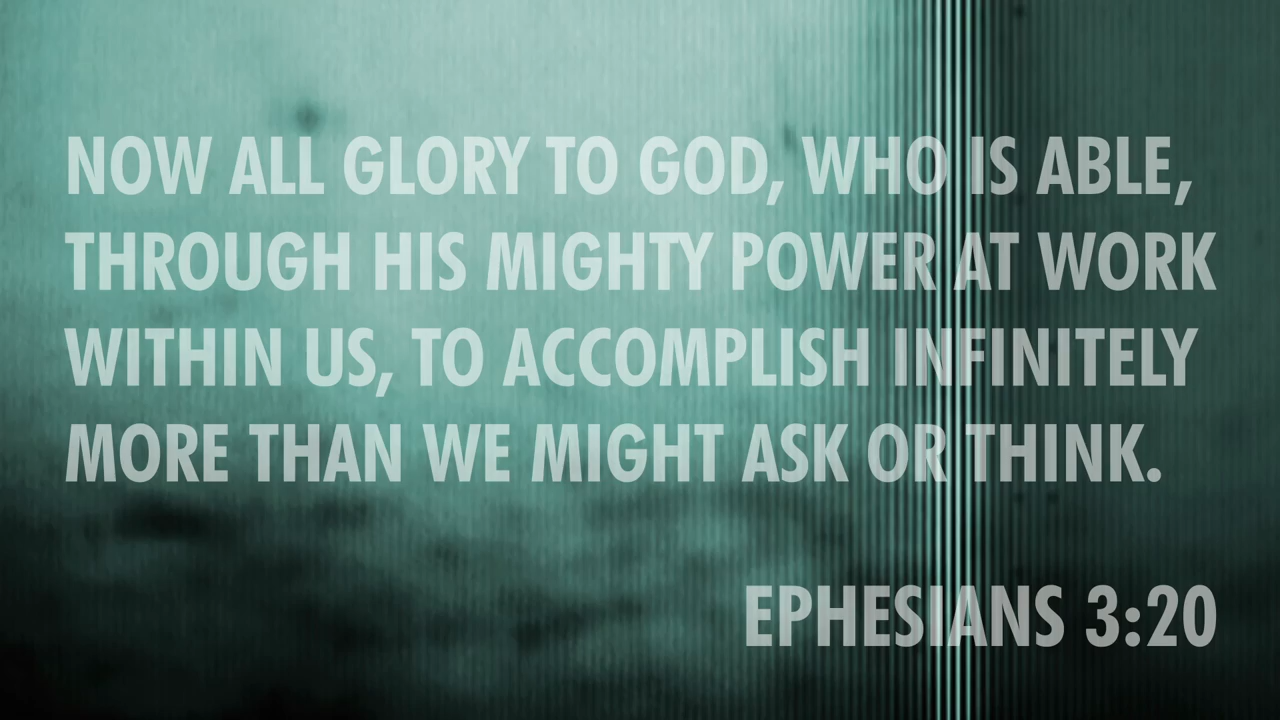 NOW ALL GLORY TO GOD, WHO IS ABLE,
THROUGH HIS MIGHTY POWER AT WORK
WITHIN US, TO ACCOMPLISH INFINITELY
MORE THAN WE MIGHT ASK OR THINK.
EPHESIANS 3:20